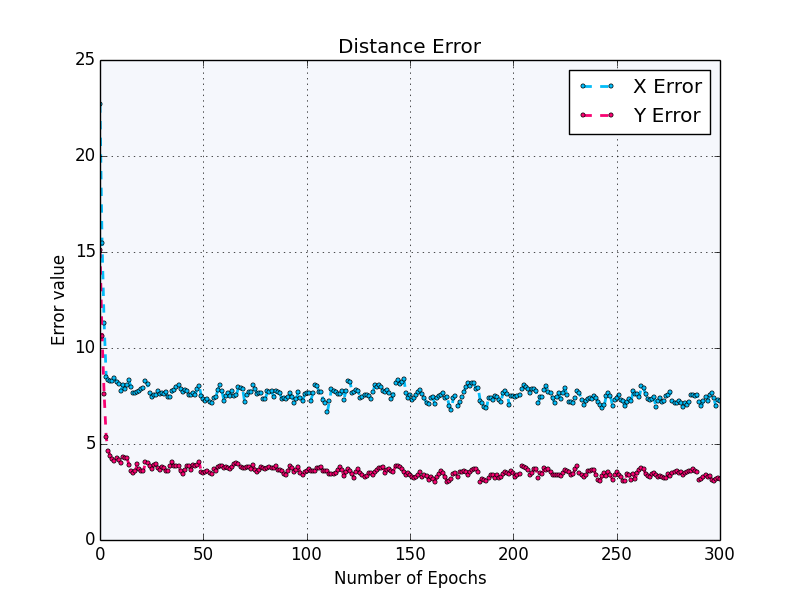 Distance Error
X Error
Y Error
25
20
15
10
5
0
Error value
0 50 100 150 200 250 300
Number of Epochs